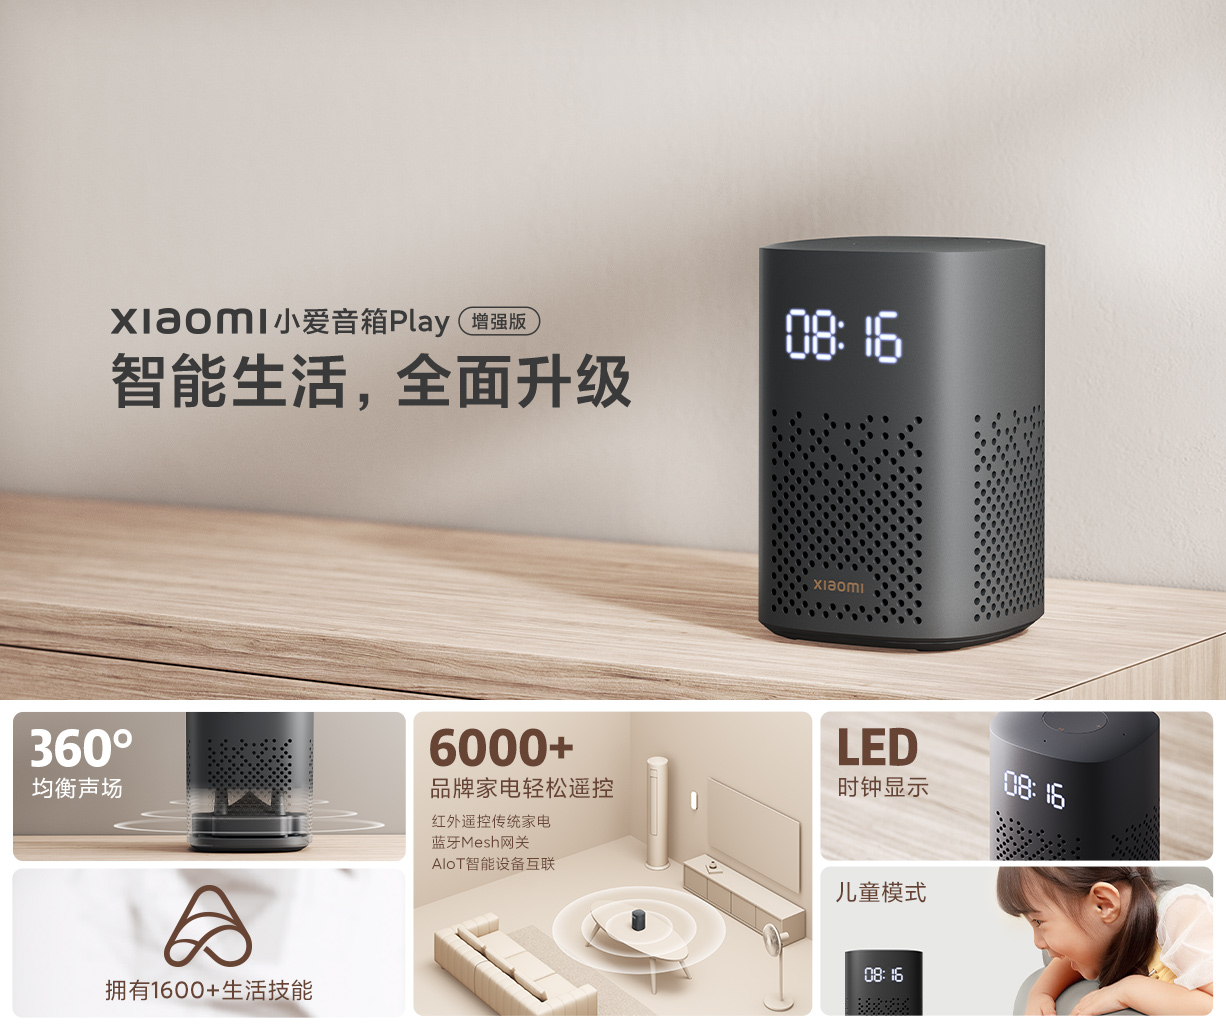 xiaomi小爱音箱Play 增强版
智能生活，全面升级
08:16
xiaomi
360°
均衡声场
6000+
品牌家电轻松遥控
红外遥控传统家电
蓝牙Mesh网关
AIoT智能设备互联
LED
时钟显示
08:16
拥有1600+生活技能
儿童模式
08:16